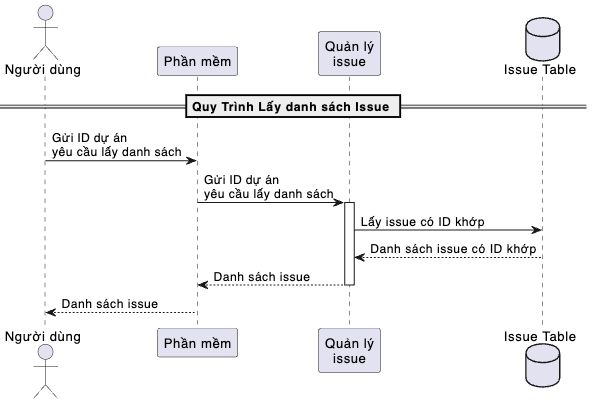 Người dùng
Phần mềm
Quản lý
issue
Issue Table
Quy Trình Lấy danh sách Issue
Gửi ID dự án
yêu cầu lấy danh sách
Gửi ID dự án
yêu cầu lấy danh sách
Lấy issue có ID khớp
Danh sách issue có ID khớp
Danh sách issue
Danh sách issue
Người dùng
Phần mềm
Quản lý
issue
Issue Table